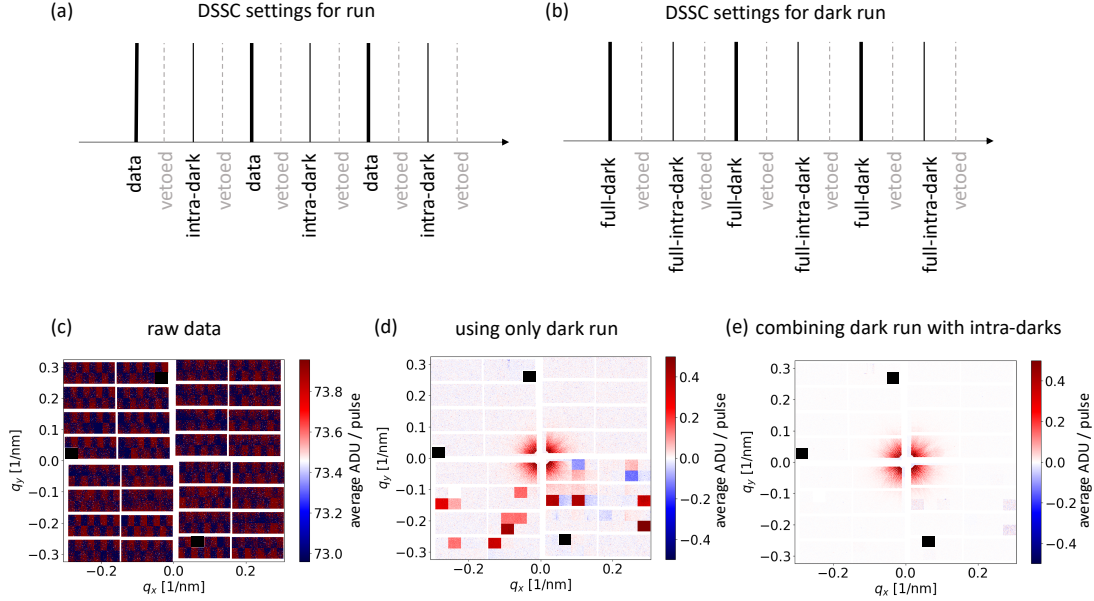 (a)
DSSC settings for run
(b)
DSSC settings for dark run
data
vetoed
intra-dark
vetoed
data
vetoed
intra-dark
vetoed
data
vetoed
intra-dark
vetoed
full-dark
vetoed
full-intra-dark
vetoed
full-dark
vetoed
full-intra-dark
vetoed
full-dark
vetoed
full-intra-dark
vetoed
(c)
raw data
0.3
0.2
0.1
0.0
−0.1
−0.2
−0.3
q_y [1/nm]
−0.2
0.0
0.2
q_x [1/nm]
73.8
73.6
73.4
73.2
73.0
average ADU / pulse
(d)
using only dark run
0.3
0.2
0.1
0.0
−0.1
−0.2
−0.3
q_y [1/nm]
−0.2
0.0
0.2
q_x [1/nm]
0.4
0.2
0.0
−0.2
−0.4
average ADU / pulse
(e)
combining dark run with intra-darks
0.3
0.2
0.1
0.0
−0.1
−0.2
−0.3
q_y [1/nm]
−0.2
0.0
0.2
q_x [1/nm]
0.4
0.2
0.0
−0.2
−0.4
average ADU / pulse